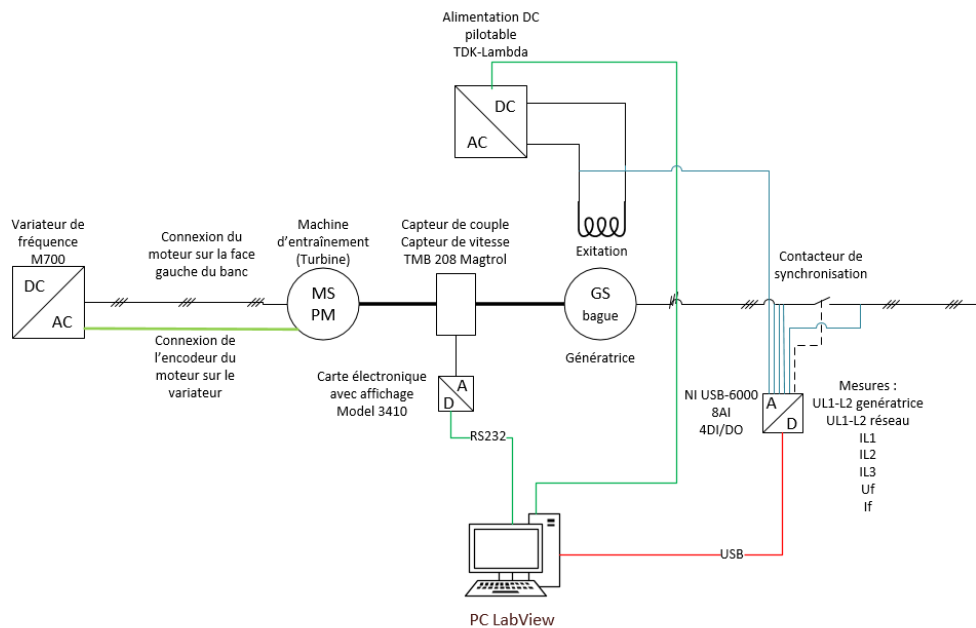 Alimentation DC
pilotable
TDK-Lambda
DC
AC
Exitation
Variateur de
fréquence
M700
DC
AC
Connexion du
moteur sur la face
gauche du banc
Connexion de
l'encodeur du
moteur sur le
variateur
Machine
d'entraînement
(Turbine)
MS
PM
Capteur de couple
Capteur de vitesse
TMB 208 Magtrol
GS
bague
Génératrice
Contacteur de
synchronisation
Carte électronique
avec affichage
Model 3410
A
D
RS232
NI USB-6000
8AI
4DI/DO
A
D
Mesures :
UL1-L2 genératrice
UL1-L2 réseau
IL1
IL2
IL3
Uf
If
USB
PC LabView